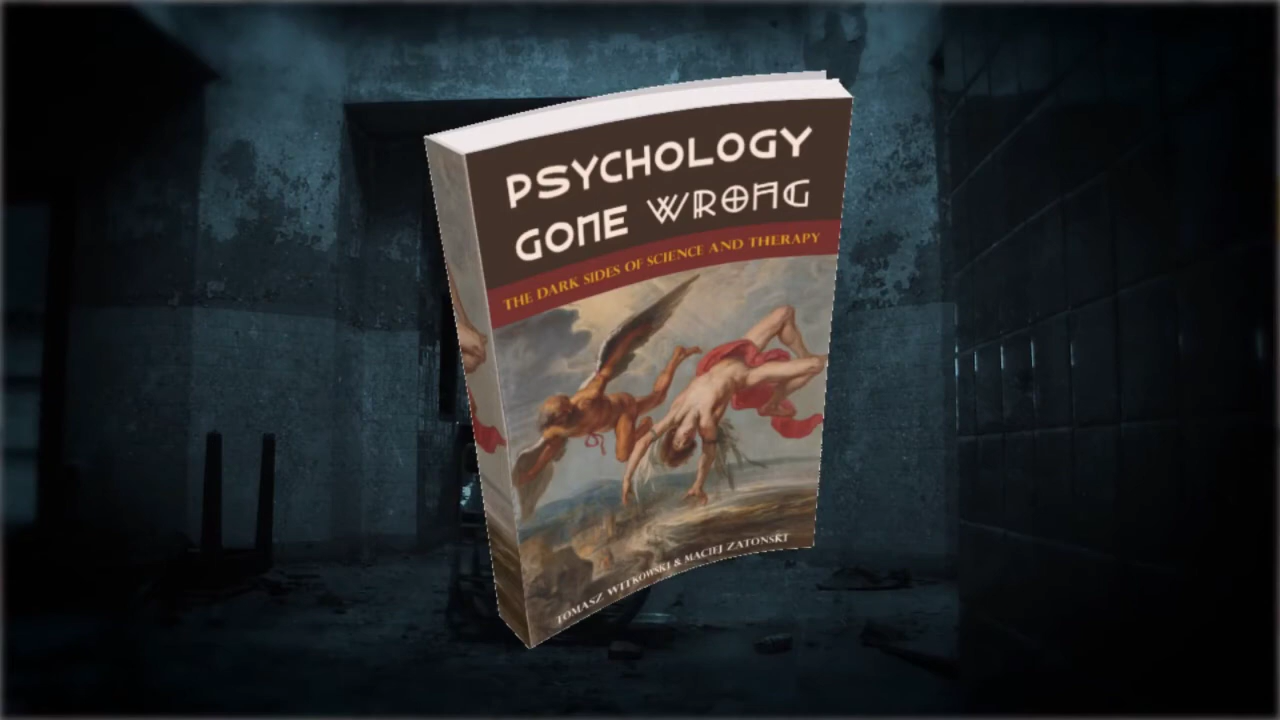 PSYCHOLOGY
GONE WRONG
THE DARK SIDES OF SCIENCE AND THERAPY
TOMASZ WITKOWSKI & MACIEJ ZATONSKI